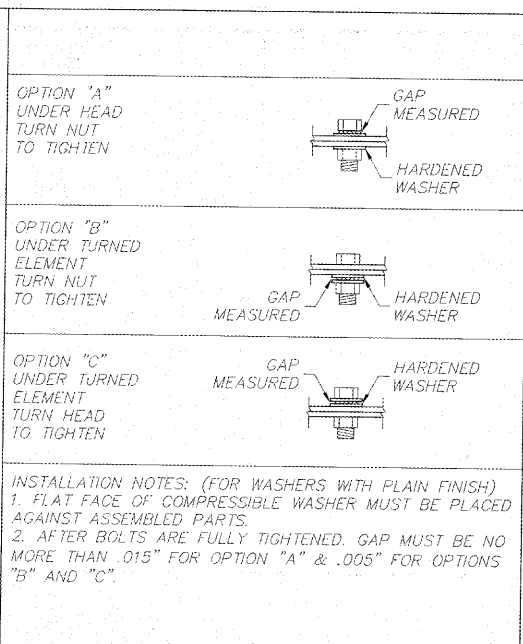 OPTION "A"
UNDER HEAD
TURN NUT
TO TIGHTEN
GAP
MEASURED
HARDENED
WASHER
OPTION "B"
UNDER TURNED
ELEMENT
TURN NUT
TO TIGHTEN
GAP
MEASURED
HARDENED
WASHER
OPTION "C"
UNDER TURNED
ELEMENT
TURN HEAD
TO TIGHTEN
GAP
MEASURED
HARDENED
WASHER
INSTALLATION NOTES: (FOR WASHERS WITH PLAIN FINISH)
1. FLAT FACE OF COMPRESSIBLE WASHER MUST BE PLACED
AGAINST ASSEMBLED PARTS.
2. AFTER BOLTS ARE FULLY TIGHTENED. GAP MUST BE NO
MORE THAN .015" FOR OPTION "A" & .005" FOR OPTIONS
"B" AND "C".